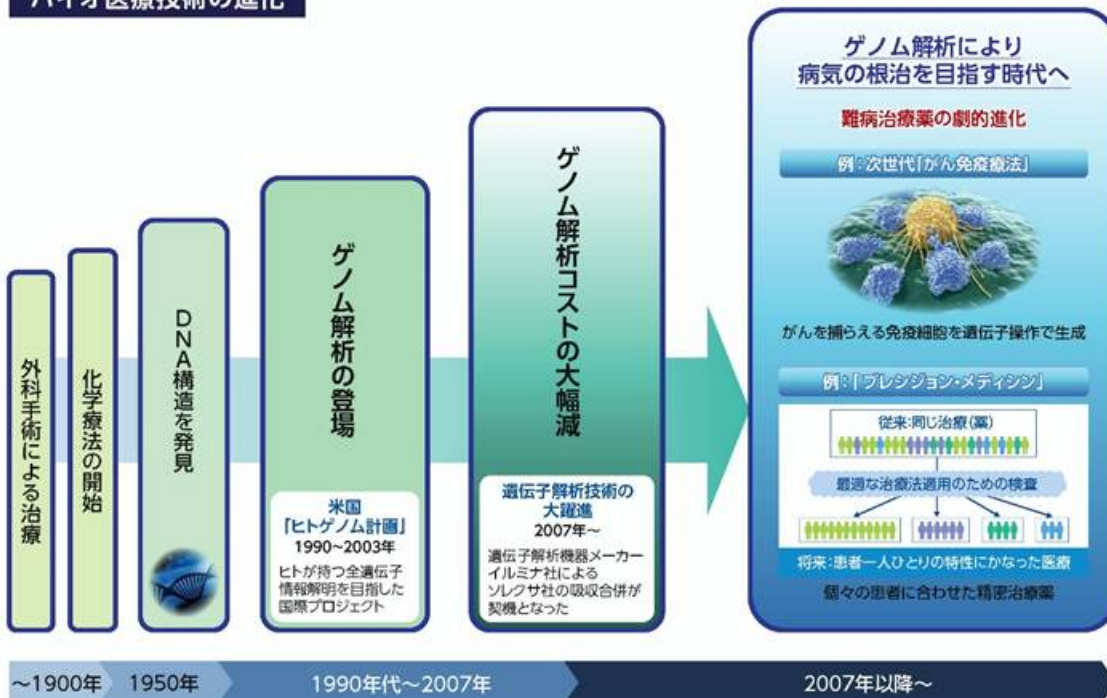 バイオ医療技術の進化
外科手術による治療
化学療法の開始
DNA構造を発見
ゲノム解析の登場
米国
「ヒトゲノム計画」
1990~2003年
ヒトが持つ全遺伝子
情報解明を目指した
国際プロジェクト
ゲノム解析コストの大幅減
遺伝子解析技術の
大躍進
2007年~
遺伝子解析機器メーカー
イルミナ社による
ソレクサ社の吸収合併が
契機となった
ゲノム解析により
病気の根治を目指す時代へ
難病治療薬の劇的進化
例:次世代「がん免疫療法」
がんを捕らえる免疫細胞を遺伝子操作で生成
例:「プレシジョン・メディシン」
従来:同じ治療(薬)
最適な治療法適用のための検査
将来:患者一人ひとりの特性にかなった医療
個々の患者に合わせた精密治療薬
~1900年
1950年
1990年代~2007年
2007年以降~